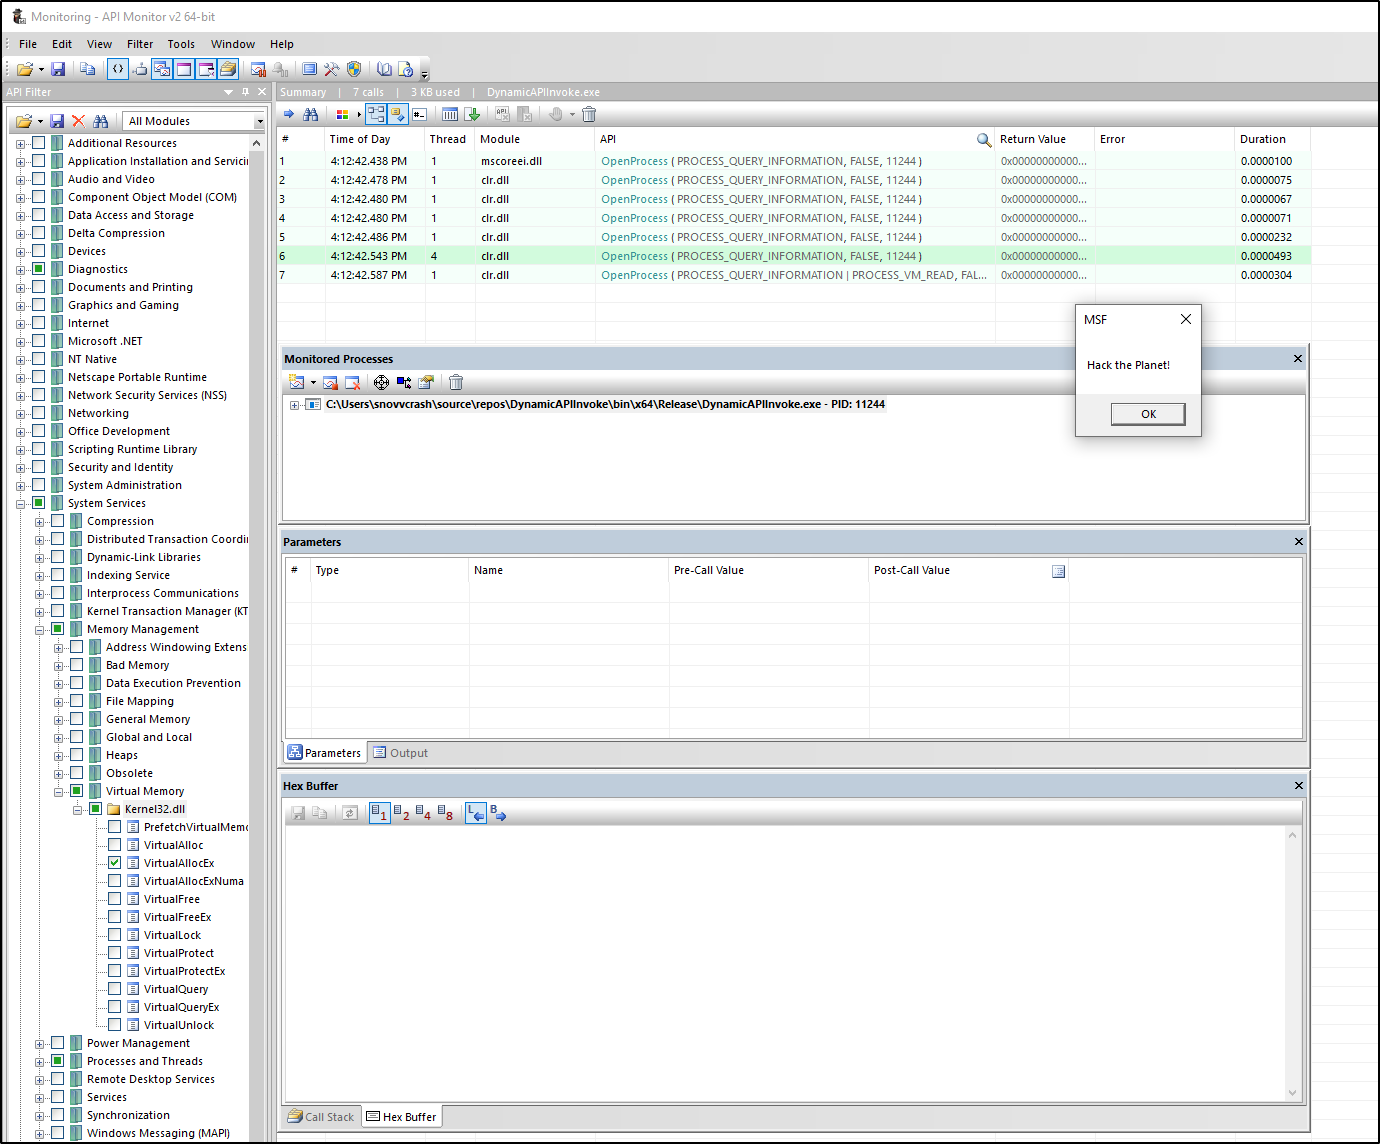 Monitoring - API Monitor v2 64-bit
File Edit View Filter Tools Window Help
API Filter
All Modules
Additional Resources
Application Installation and Servicin
Audio and Video
Component Object Model (COM)
Data Access and Storage
Delta Compression
Devices
Diagnostics
Documents and Printing
Graphics and Gaming
Internet
Microsoft .NET
NT Native
Netscape Portable Runtime
Network Security Services (NSS)
Networking
Office Development
Scripting Runtime Library
Security and Identity
System Administration
System Services
Compression
Distributed Transaction Coordi
Dynamic-Link Libraries
Indexing Service
Interprocess Communications
Kernel Transaction Manager (KT
Memory Management
Address Windowing Extens
Bad Memory
Data Execution Prevention
File Mapping
General Memory
Global and Local
Heaps
Obsolete
Virtual Memory
Kernel32.dll
PrefetchVirtualMemo
VirtualAlloc
VirtualAllocEx
VirtualAllocExNuma
VirtualFree
VirtualFreeEx
VirtualLock
VirtualProtect
VirtualProtectEx
VirtualQuery
VirtualQueryEx
VirtualUnlock
Power Management
Processes and Threads
Remote Desktop Services
Services
Synchronization
Windows Messaging (MAPI)
Summary | 7 calls | 3 KB used | DynamicAPIInvoke.exe
# Time of Day Thread Module API Return Value Error Duration
1 4:12:42.438 PM 1 mscoreei.dll OpenProcess ( PROCESS_QUERY_INFORMATION, FALSE, 11244 ) 0x00000000000... 0.0000100
2 4:12:42.478 PM 1 clr.dll OpenProcess ( PROCESS_QUERY_INFORMATION, FALSE, 11244 ) 0x00000000000... 0.0000075
3 4:12:42.480 PM 1 clr.dll OpenProcess ( PROCESS_QUERY_INFORMATION, FALSE, 11244 ) 0x00000000000... 0.0000067
4 4:12:42.480 PM 1 clr.dll OpenProcess ( PROCESS_QUERY_INFORMATION, FALSE, 11244 ) 0x00000000000... 0.0000071
5 4:12:42.486 PM 1 clr.dll OpenProcess ( PROCESS_QUERY_INFORMATION, FALSE, 11244 ) 0x00000000000... 0.0000232
6 4:12:42.543 PM 4 clr.dll OpenProcess ( PROCESS_QUERY_INFORMATION, FALSE, 11244 ) 0x00000000000... 0.0000493
7 4:12:42.587 PM 1 clr.dll OpenProcess ( PROCESS_QUERY_INFORMATION | PROCESS_VM_READ, FAL... 0x00000000000... 0.0000304
MSF
Hack the Planet!
OK
Monitored Processes
C:\Users\snovvcrash\source\repos\DynamicAPIInvoke\bin\x64\Release\DynamicAPIInvoke.exe - PID: 11244
Parameters
# Type Name Pre-Call Value Post-Call Value
Parameters Output
Hex Buffer
1 2 4 8 L B
Call Stack Hex Buffer